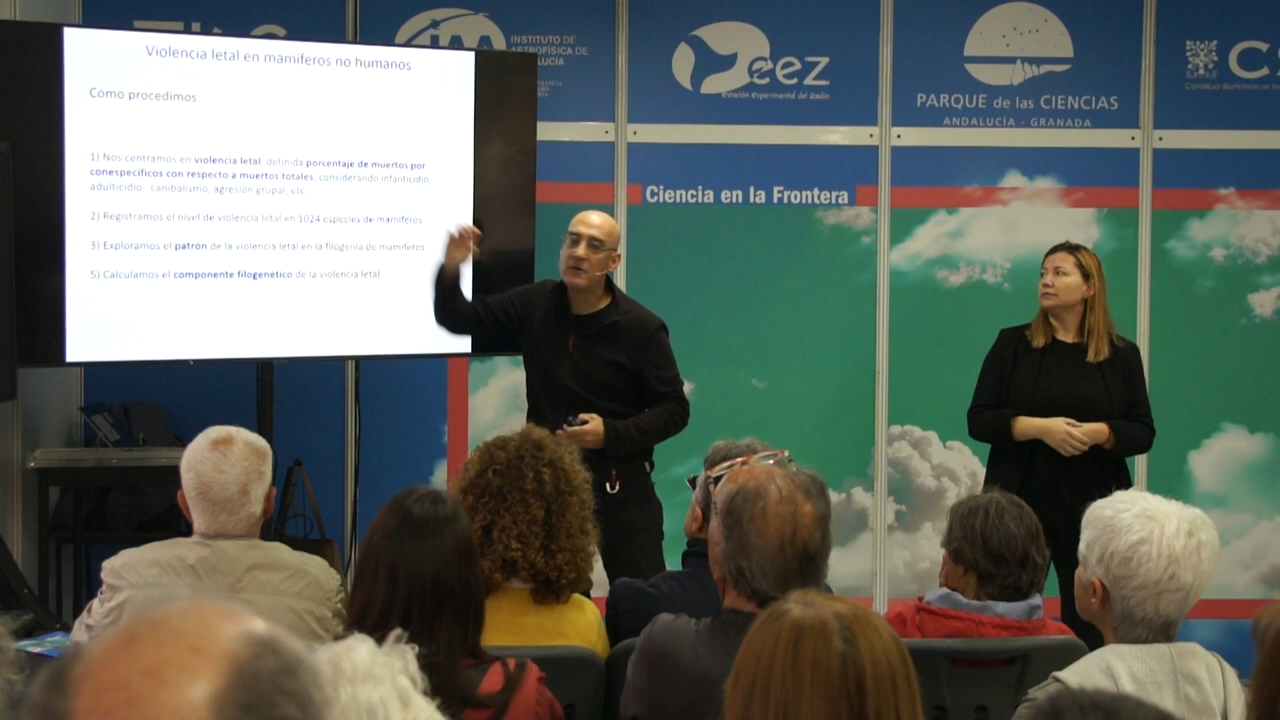 Violencia letal en mamíferos no humanos
Cómo procedimos:
1) Nos centramos en violencia letal, definida porcentaje de muertos por
conespecíficos con respecto a muertos totales, considerando infanticidio,
adulticidio, canibalismo, agresión grupal, etc
2) Registramos el nivel de violencia letal en 1024 especies de mamíferos
3) Exploramos el patrón de la violencia letal en la filogenia de mamíferos
5) Calculamos el componente filogenético de la violencia letal
IAA
INSTITUTO DE
ASTROFÍSICA DE
eez
Estación Experimental del Zaidín
PARQUE de las CIENCIAS
ANDALUCÍA - GRANADA
Ciencia en la Frontera